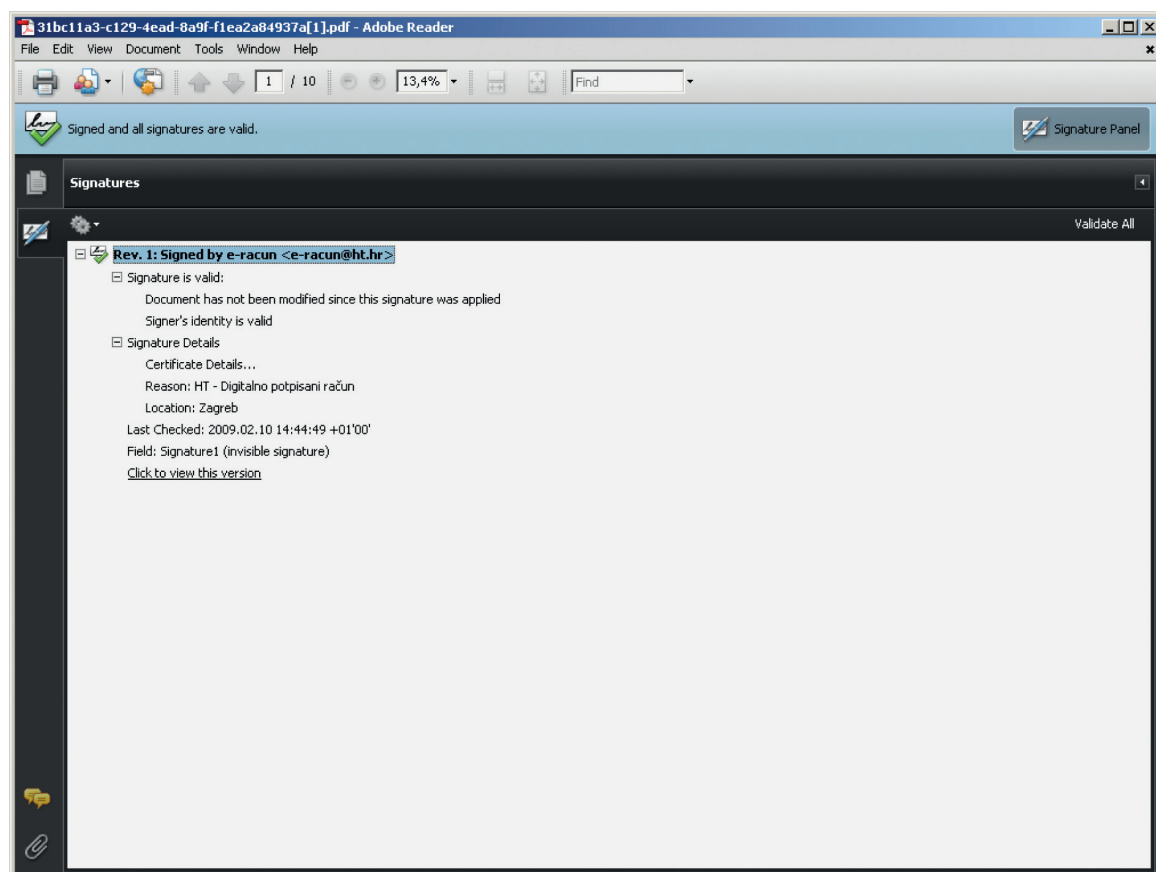 31bc11a3-c129-4ead-8a9f-f1ea2a84937a[1].pdf - Adobe Reader
File Edit View Document Tools Window Help
1 / 10 13,4% Find
Signed and all signatures are valid. Signature Panel
Signatures
Validate All
Rev. 1: Signed by e-racun <e-racun@ht.hr>
Signature is valid:
Document has not been modified since this signature was applied
Signer's identity is valid
Signature Details
Certificate Details...
Reason: HT - Digitalno potpisani račun
Location: Zagreb
Last Checked: 2009.02.10 14:44:49 +01'00'
Field: Signature1 (invisible signature)
Click to view this version